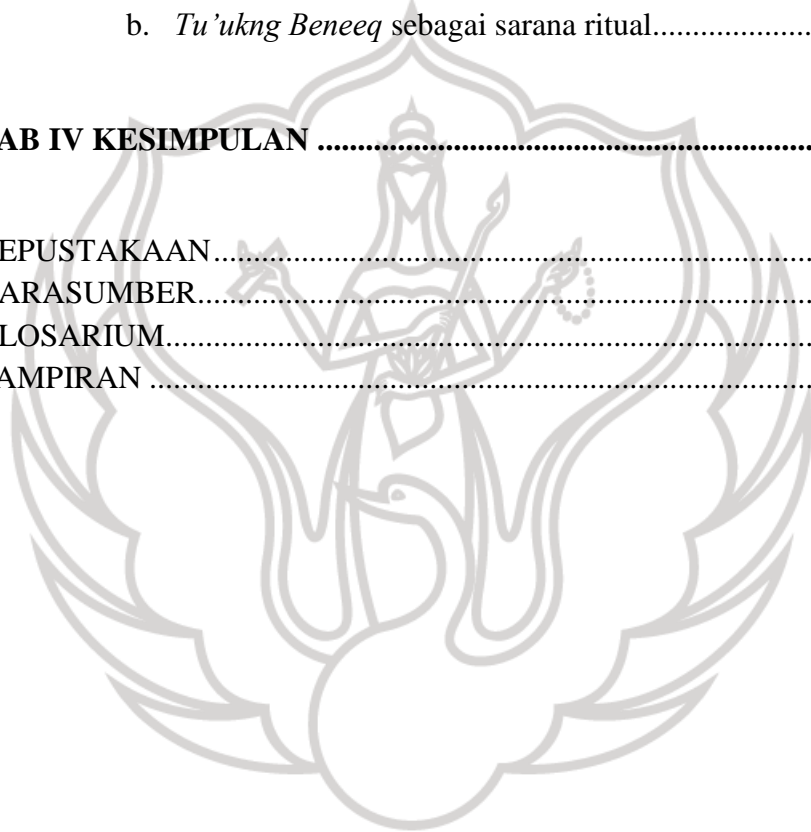 b. Tu’ukng Beneeq sebagai sarana ritual....................
AB IV KESIMPULAN ..............................................................
EPUSTAKAAN...........................................................................
ARASUMBER.............................................................................
LOSARIUM.................................................................................
AMPIRAN ...................................................................................